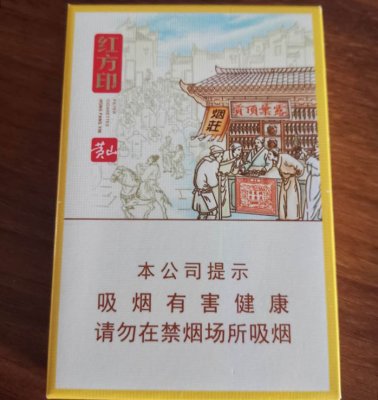 红方印
黄山
烟莊
本公司提示
吸烟有害健康
请勿在禁烟场所吸烟